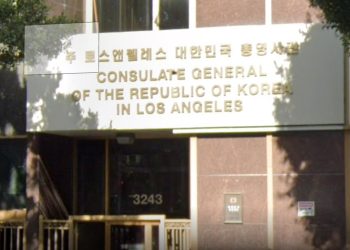 주 로스앤젤레스 대한민국 총영사관
CONSULATE GENERAL
OF THE REPUBLIC OF KOREA
IN LOS ANGELES
3243